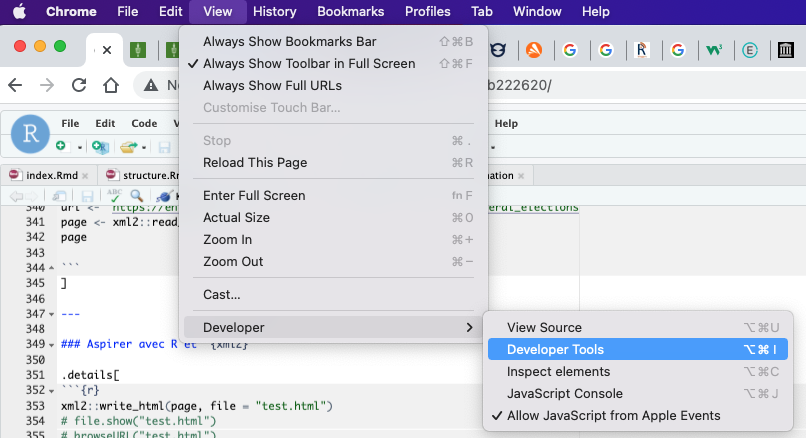 Chrome File Edit View History Bookmarks Profiles Tab Window Help
Always Show Bookmarks Bar ⇧⌘B
✓ Always Show Toolbar in Full Screen ⇧⌘F
Always Show Full URLs
Customise Touch Bar...
Stop ⌘.
Reload This Page ⌘R
Enter Full Screen fn F
Actual Size ⌘0
Zoom In ⌘+
Zoom Out ⌘−
Cast...
Developer
View Source ⌥⌘U
Developer Tools ⌥⌘I
Inspect elements ⌥⌘C
JavaScript Console ⌥⌘J
✓ Allow JavaScript from Apple Events
b222620/
R File Edit Code Help
index.Rmd
340 url <- "https://en eral_elections
341 page <- xml2::read
342 page
343
344 ```
345 ]
346
347 ---
348
349 ### Aspirer avec R et `{xml2}`
350
351 .details[
352 ```{r}
353 xml2::write_html(page, file = "test.html")
354 # file.show("test.html")
355 # browseURL("test.html")